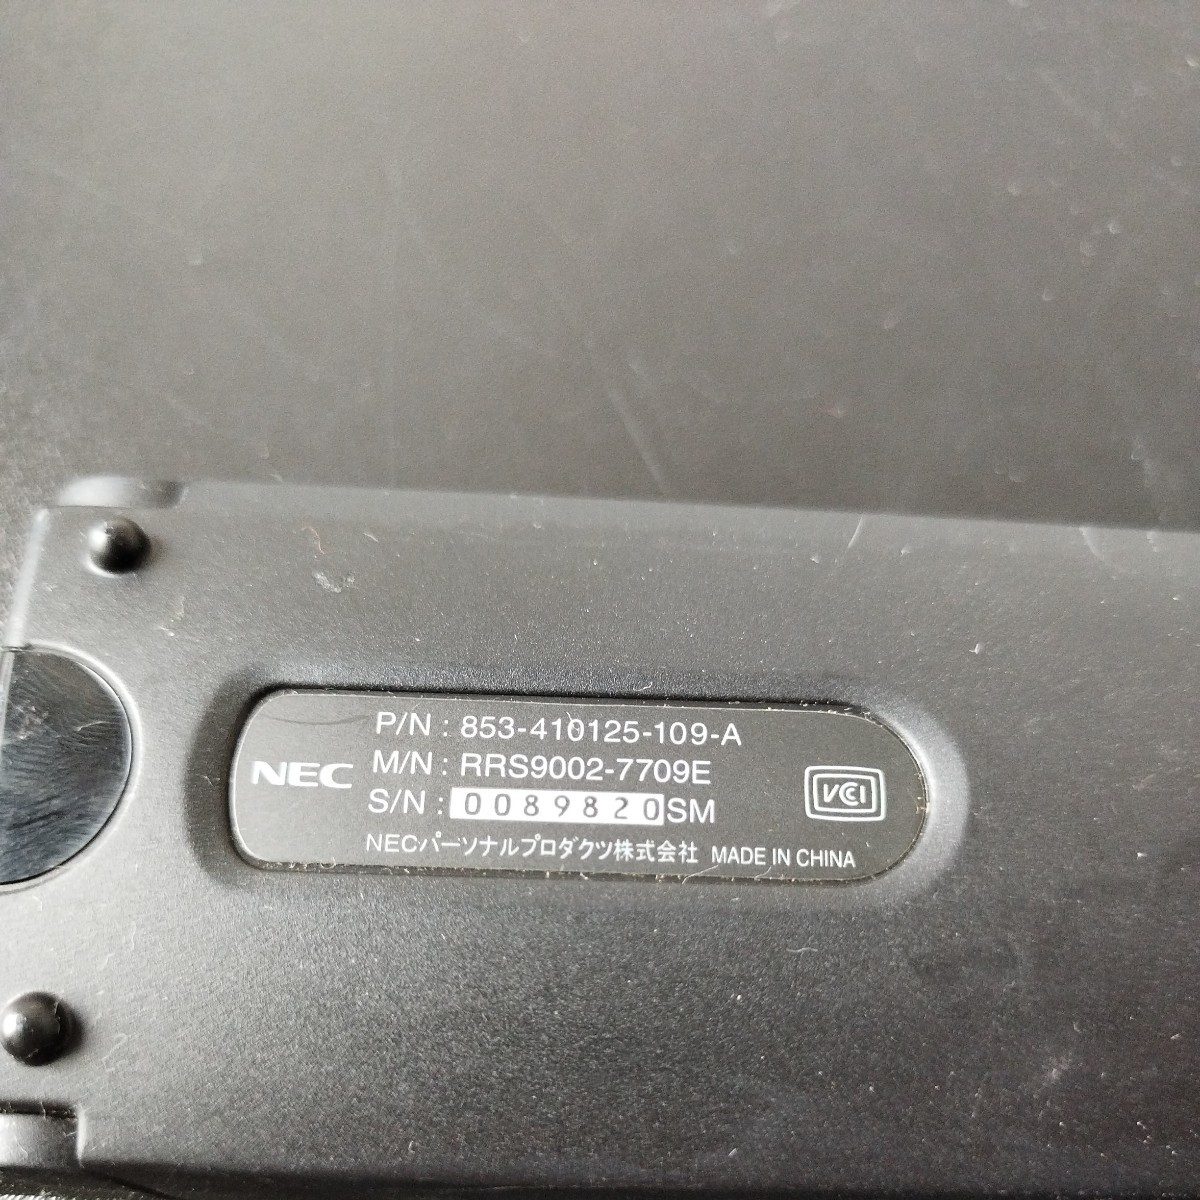 P/N : 853-410125-109-A
NEC M/N : RRS9002-7709E
S/N : 0089820SM
VCI
NECパーソナルプロダクツ株式会社 MADE IN CHINA